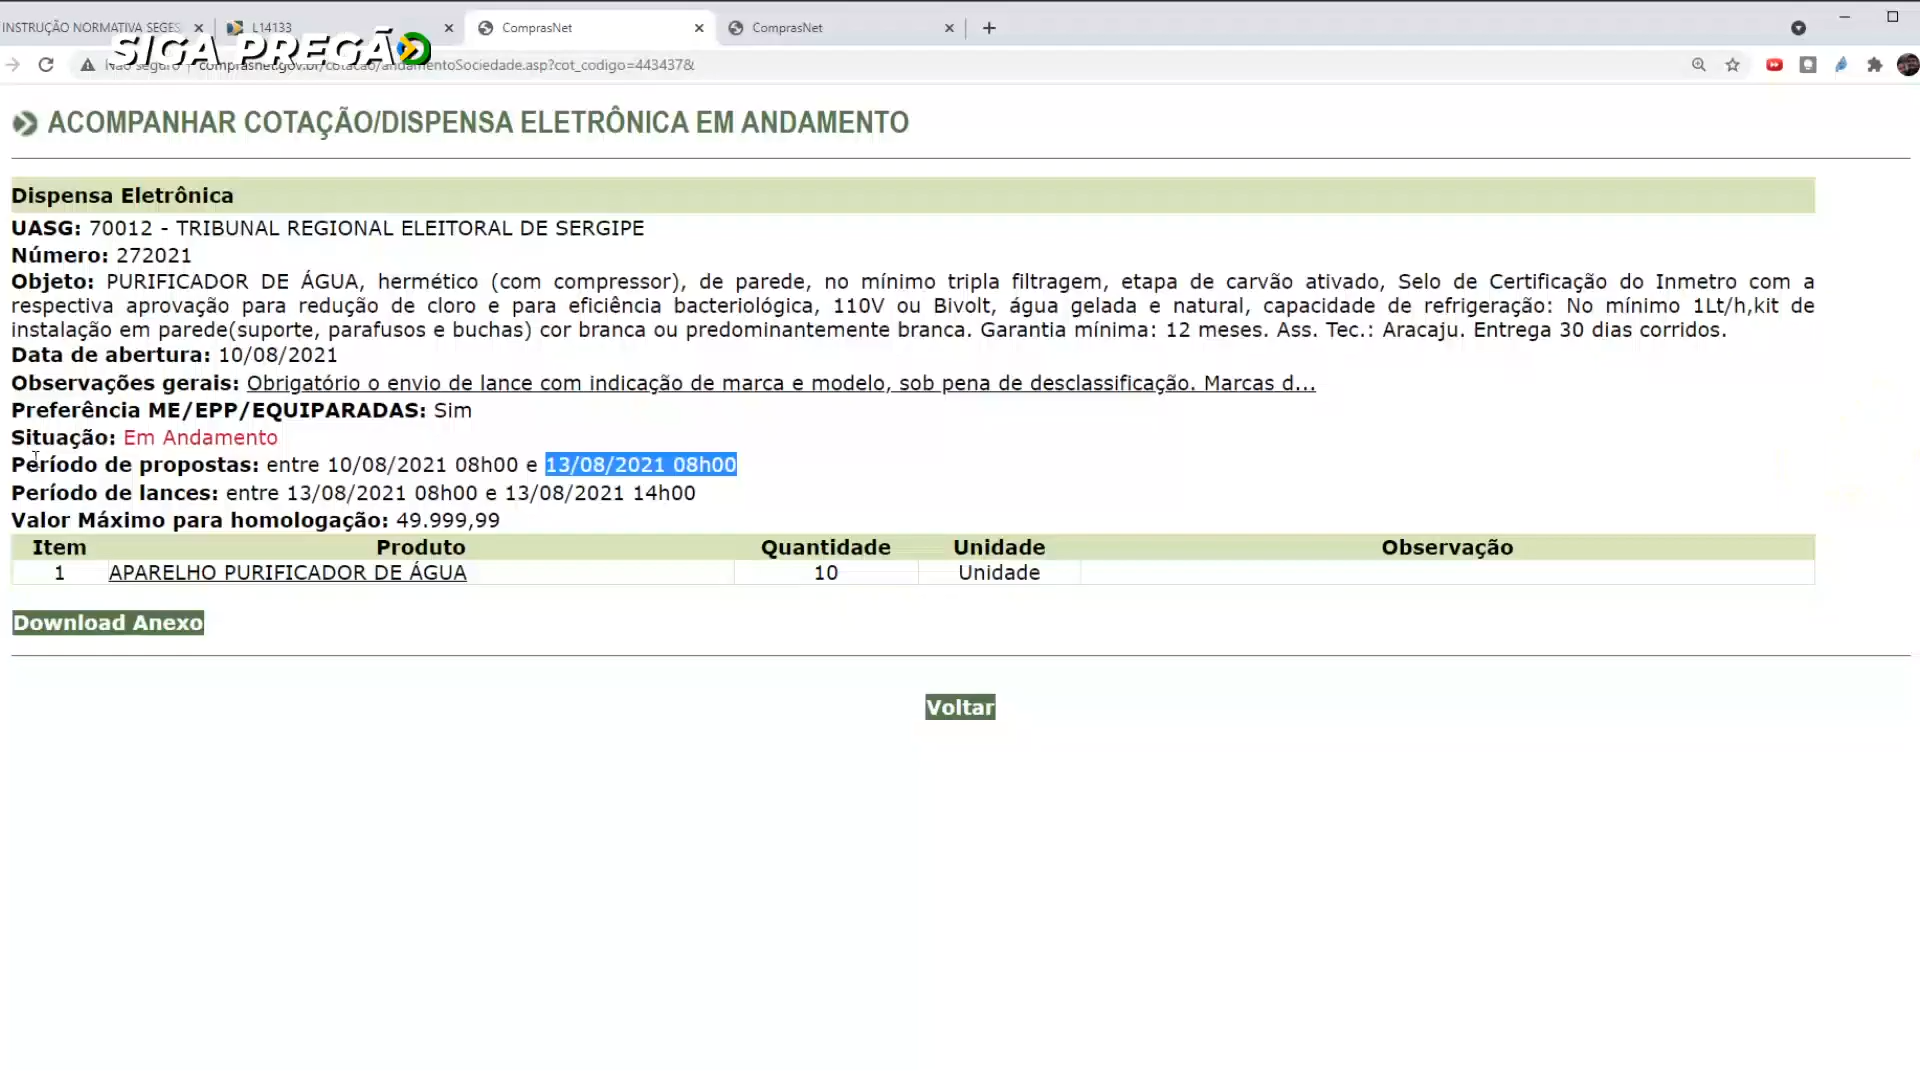 INSTRUÇÃO NORMATIVA SEGES
L14133
ComprasNet
ComprasNet
SIGA PREGÃO
Não seguro comprasnet.gov.br/cotacao/andamentoSociedade.asp?cot_codigo=443437&
ACOMPANHAR COTAÇÃO/DISPENSA ELETRÔNICA EM ANDAMENTO
Dispensa Eletrônica
UASG: 70012 - TRIBUNAL REGIONAL ELEITORAL DE SERGIPE
Número: 272021
Objeto: PURIFICADOR DE ÁGUA, hermético (com compressor), de parede, no mínimo tripla filtragem, etapa de carvão ativado, Selo de Certificação do Inmetro com a
respectiva aprovação para redução de cloro e para eficiência bacteriológica, 110V ou Bivolt, água gelada e natural, capacidade de refrigeração: No mínimo 1Lt/h,kit de
instalação em parede(suporte, parafusos e buchas) cor branca ou predominantemente branca. Garantia mínima: 12 meses. Ass. Tec.: Aracaju. Entrega 30 dias corridos.
Data de abertura: 10/08/2021
Observações gerais: Obrigatório o envio de lance com indicação de marca e modelo, sob pena de desclassificação. Marcas d...
Preferência ME/EPP/EQUIPARADAS: Sim
Situação: Em Andamento
Período de propostas: entre 10/08/2021 08h00 e 13/08/2021 08h00
Período de lances: entre 13/08/2021 08h00 e 13/08/2021 14h00
Valor Máximo para homologação: 49.999,99
Item Produto Quantidade Unidade Observação
1 APARELHO PURIFICADOR DE ÁGUA 10 Unidade
Download Anexo
Voltar